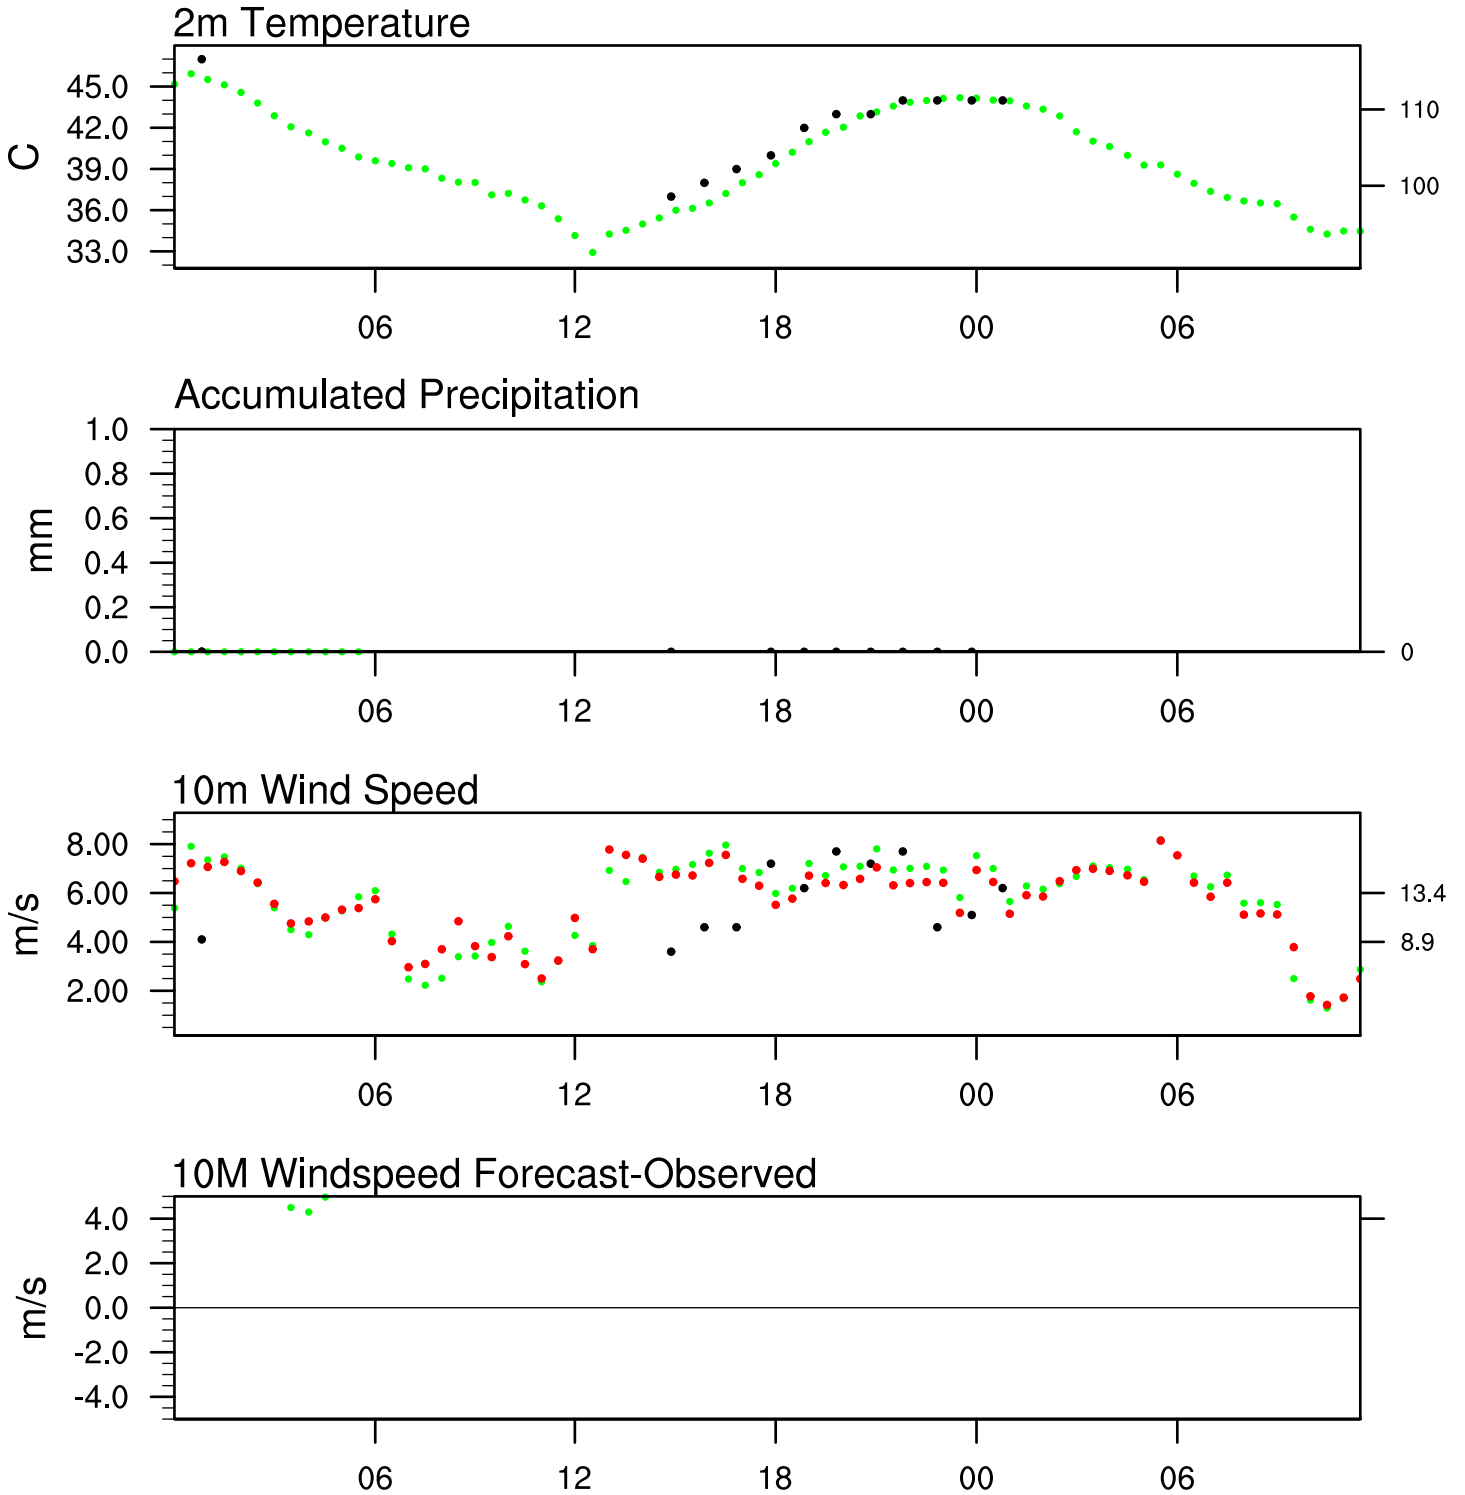 2m Temperature
45.0
42.0
39.0
36.0
33.0
C
110
100
06 12 18 00 06
Accumulated Precipitation
1.0
0.8
0.6
0.4
0.2
0.0
mm
0
06 12 18 00 06
10m Wind Speed
8.00
6.00
4.00
2.00
m/s
13.4
8.9
06 12 18 00 06
10M Windspeed Forecast-Observed
4.0
2.0
0.0
-2.0
-4.0
m/s
06 12 18 00 06